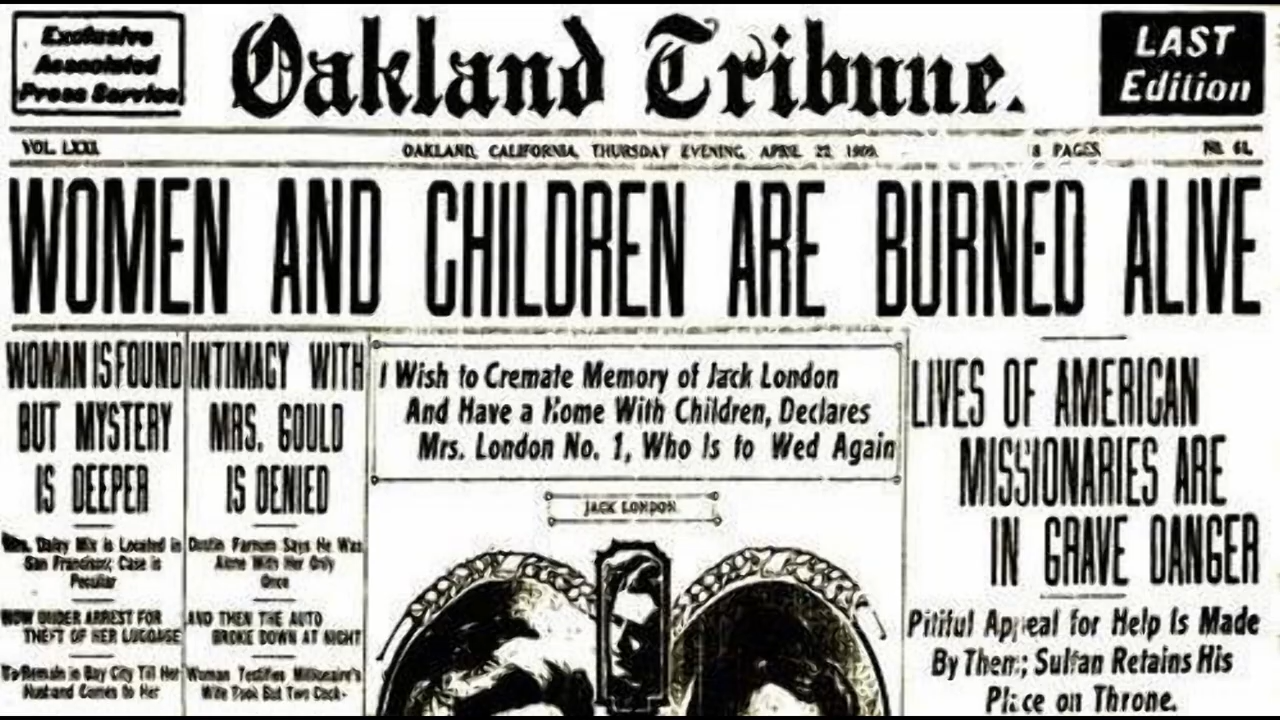 Exclusive
Associated
Press Service
Oakland Tribune.
LAST
Edition
VOL. LXXI.
OAKLAND, CALIFORNIA, THURSDAY EVENING, APRIL 22, 1909.
8 PAGES
NO. 61.
WOMEN AND CHILDREN ARE BURNED ALIVE
WOMAN IS FOUND
BUT MYSTERY
IS DEEPER
Mrs. Daisy Mix is Located in
San Francisco; Case is
Peculiar
NOW UNDER ARREST FOR
THEFT OF HER LUGGAGE
To Remain in Bay City Till Her
Husband Comes to Her
INTIMACY WITH
MRS. GOULD
IS DENIED
Dustin Farnum Says He Was
Alone With Her Only
Once
AND THEN THE AUTO
BROKE DOWN AT NIGHT
Woman Testifies Millionaire's
Wife Took But Two Cock-
I Wish to Cremate Memory of Jack London
And Have a Home With Children, Declares
Mrs. London No. 1, Who Is to Wed Again
JACK LONDON
LIVES OF AMERICAN
MISSIONARIES ARE
IN GRAVE DANGER
Pitiful Appeal for Help Is Made
By Them; Sultan Retains His
Place on Throne.